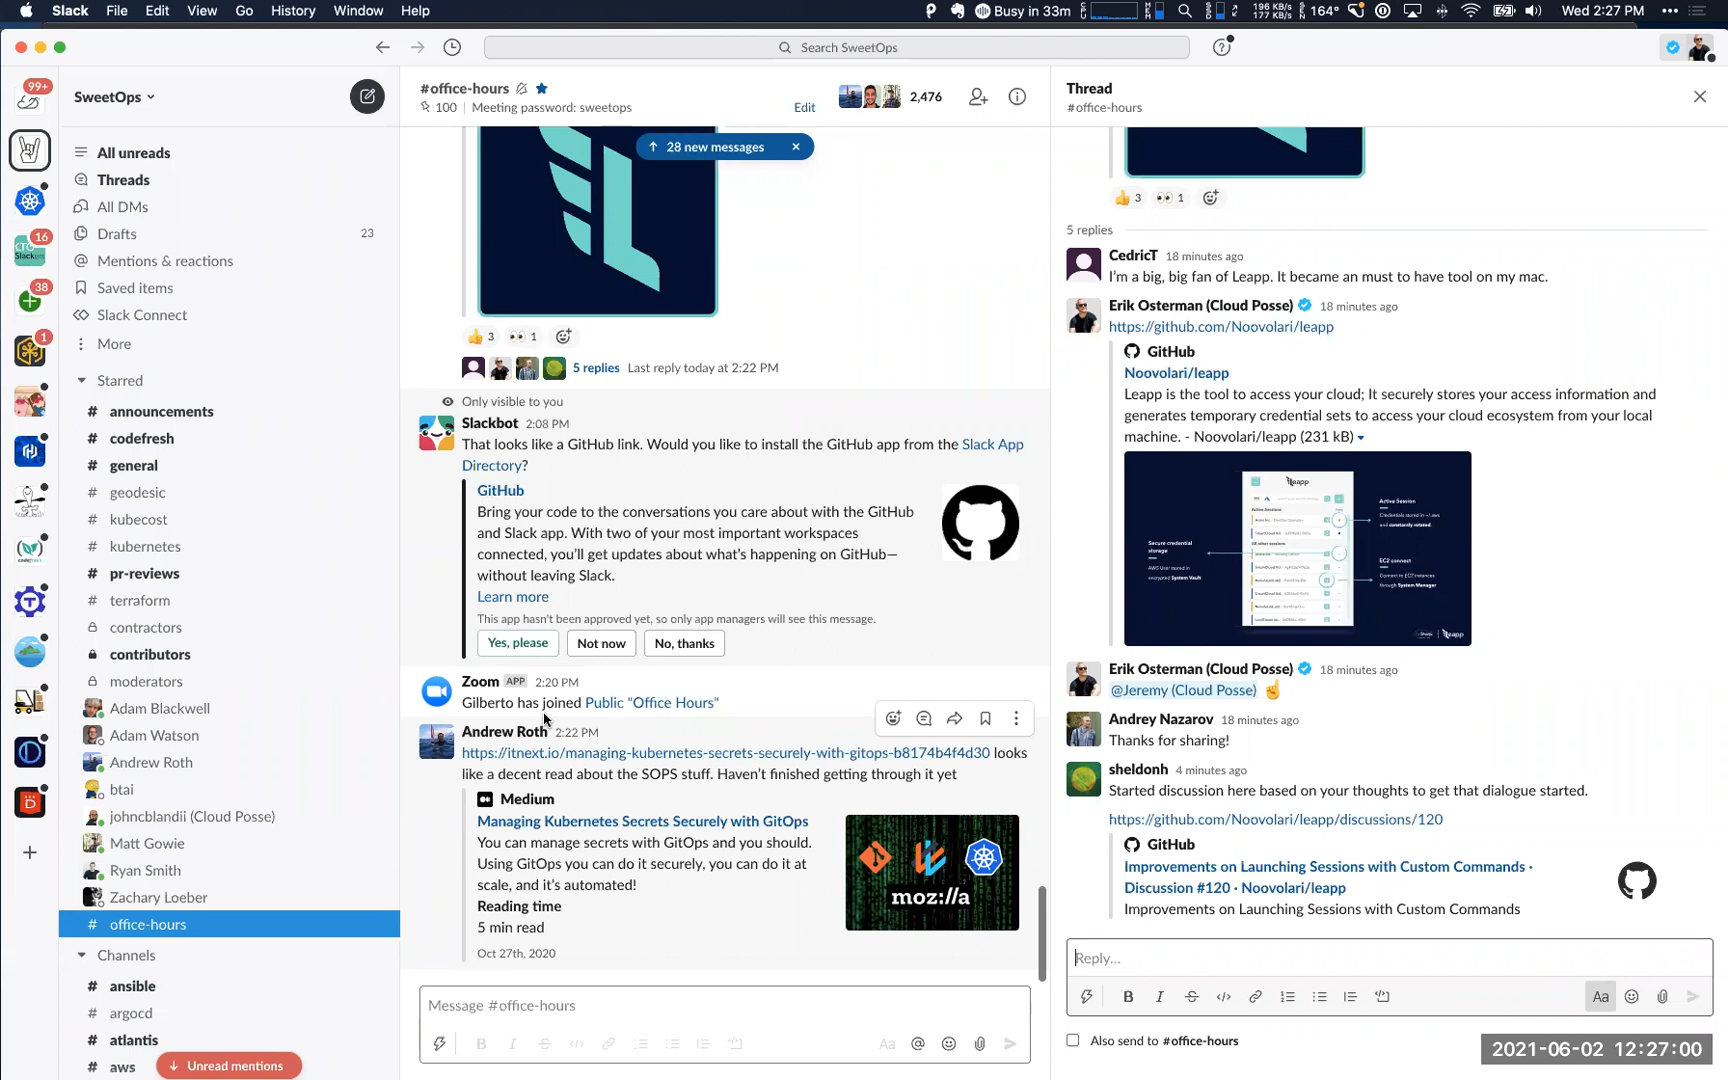 Slack File Edit View Go History Window Help
Busy in 33m
196 KB/s
177 KB/s
164°
Wed 2:27 PM
Search SweetOps
99+
16
38
1
SweetOps
All unreads
Threads
All DMs
Drafts 23
Mentions & reactions
Saved items
Slack Connect
More
Starred
# announcements
# codefresh
# general
# geodesic
# kubecost
# kubernetes
# pr-reviews
# terraform
contractors
contributors
moderators
Adam Blackwell
Adam Watson
Andrew Roth
btai
johncblandii (Cloud Posse)
Matt Gowie
Ryan Smith
Zachary Loeber
# office-hours
Channels
# ansible
# argocd
# atlantis
# aws
↓ Unread mentions
#office-hours
100 | Meeting password: sweetops
Edit
2,476
↑ 28 new messages ×
3 1
5 replies Last reply today at 2:22 PM
Only visible to you
Slackbot 2:08 PM
That looks like a GitHub link. Would you like to install the GitHub app from the Slack App
Directory?
GitHub
Bring your code to the conversations you care about with the GitHub
and Slack app. With two of your most important workspaces
connected, you'll get updates about what's happening on GitHub—
without leaving Slack.
Learn more
This app hasn't been approved yet, so only app managers will see this message.
Yes, please Not now No, thanks
Zoom APP 2:20 PM
Gilberto has joined Public "Office Hours"
Andrew Roth 2:22 PM
https://itnext.io/managing-kubernetes-secrets-securely-with-gitops-b8174b4f4d30 looks
like a decent read about the SOPS stuff. Haven't finished getting through it yet
Medium
Managing Kubernetes Secrets Securely with GitOps
You can manage secrets with GitOps and you should.
Using GitOps you can do it securely, you can do it at
scale, and it's automated!
Reading time
5 min read
Oct 27th, 2020
moz://a
Message #office-hours
Aa @
Thread
#office-hours
3 1
5 replies
CedricT 18 minutes ago
I'm a big, big fan of Leapp. It became an must to have tool on my mac.
Erik Osterman (Cloud Posse) 18 minutes ago
https://github.com/Noovolari/leapp
GitHub
Noovolari/leapp
Leapp is the tool to access your cloud; It securely stores your access information and
generates temporary credential sets to access your cloud ecosystem from your local
machine. - Noovolari/leapp (231 kB)
leapp
Active Session
Secure credential
storage
EC2 connect
Erik Osterman (Cloud Posse) 18 minutes ago
@Jeremy (Cloud Posse)
Andrey Nazarov 18 minutes ago
Thanks for sharing!
sheldonh 4 minutes ago
Started discussion here based on your thoughts to get that dialogue started.
https://github.com/Noovolari/leapp/discussions/120
GitHub
Improvements on Launching Sessions with Custom Commands ·
Discussion #120 · Noovolari/leapp
Improvements on Launching Sessions with Custom Commands
Reply...
B I S Aa
Also send to #office-hours
2021-06-02 12:27:00